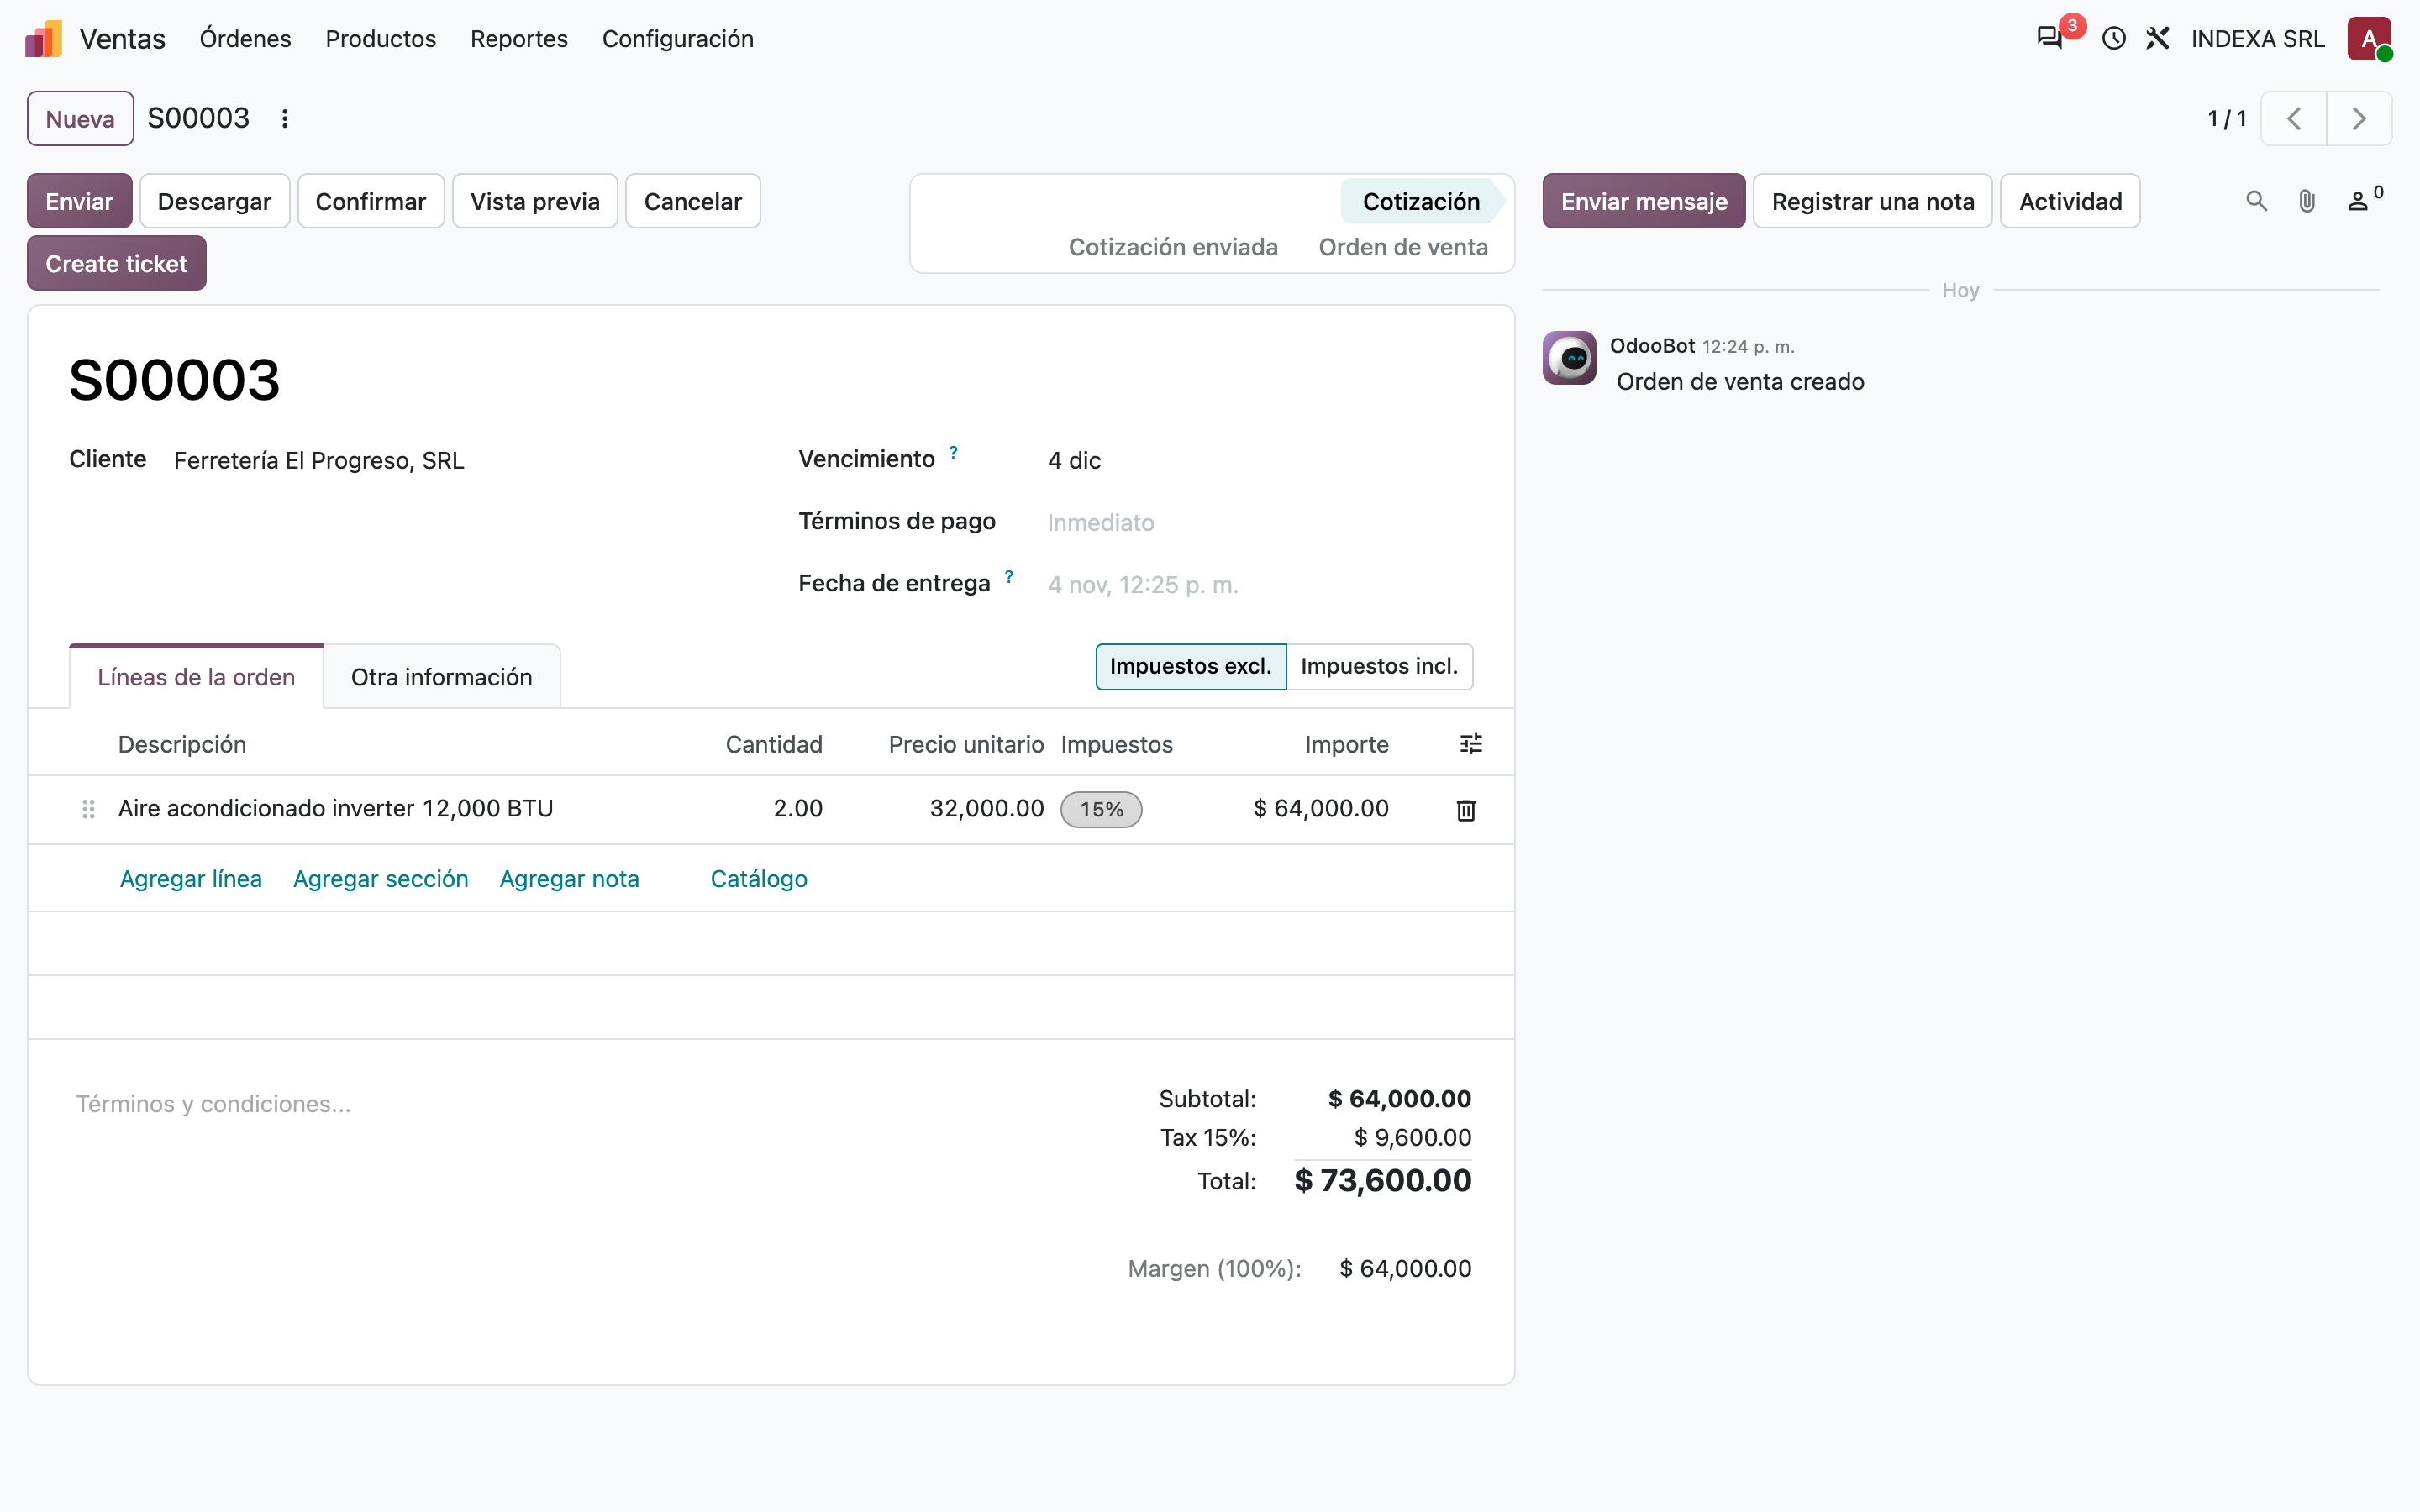 Ventas Órdenes Productos Reportes Configuración 3 INDEXA SRL A
Nueva S00003 1 / 1
Enviar Descargar Confirmar Vista previa Cancelar
Create ticket
Cotización
Cotización enviada Orden de venta
Enviar mensaje Registrar una nota Actividad 0
Hoy
OdooBot 12:24 p. m.
Orden de venta creado
S00003
Cliente Ferretería El Progreso, SRL
Vencimiento ? 4 dic
Términos de pago Inmediato
Fecha de entrega ? 4 nov, 12:25 p. m.
Líneas de la orden Otra información Impuestos excl. Impuestos incl.
Descripción Cantidad Precio unitario Impuestos Importe
Aire acondicionado inverter 12,000 BTU 2.00 32,000.00 15% $ 64,000.00
Agregar línea Agregar sección Agregar nota Catálogo
Términos y condiciones...
Subtotal: $ 64,000.00
Tax 15%: $ 9,600.00
Total: $ 73,600.00
Margen (100%): $ 64,000.00